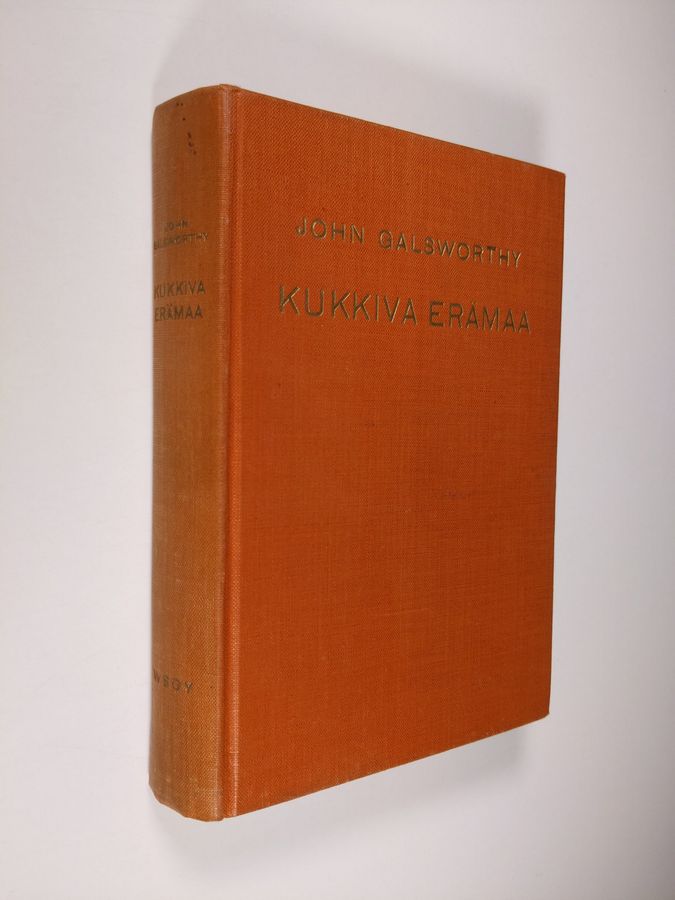 JOHN
GALSWORTHY
KUKKIVA
ERÄMAA
WSOY
JOHN GALSWORTHY
KUKKIVA ERÄMAA